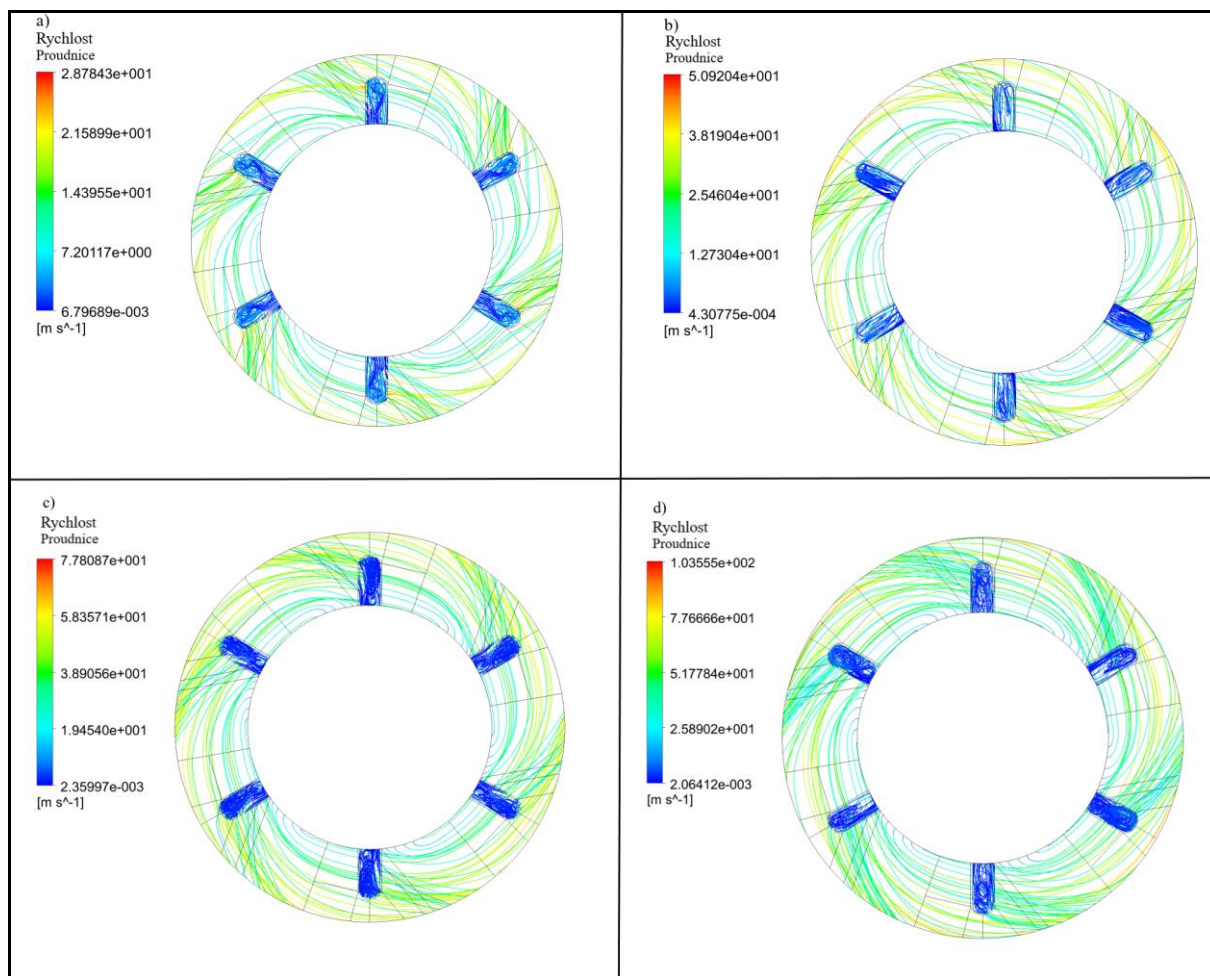 a)
Rychlost
Proudnice
2.87843e+001
2.15899e+001
1.43955e+001
7.20117e+000
6.79689e-003
[m s^-1]
b)
Rychlost
Proudnice
5.09204e+001
3.81904e+001
2.54604e+001
1.27304e+001
4.30775e-004
[m s^-1]
c)
Rychlost
Proudnice
7.78087e+001
5.83571e+001
3.89056e+001
1.94540e+001
2.35997e-003
[m s^-1]
d)
Rychlost
Proudnice
1.03555e+002
7.76666e+001
5.17784e+001
2.58902e+001
2.06412e-003
[m s^-1]